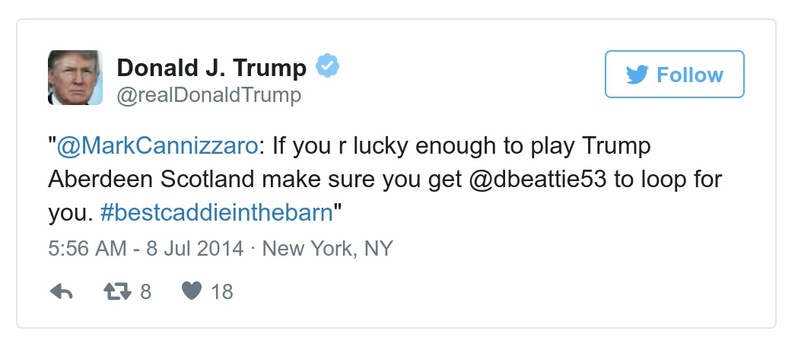 Donald J. Trump
@realDonaldTrump
Follow
"@MarkCannizzaro: If you r lucky enough to play Trump
Aberdeen Scotland make sure you get @dbeattie53 to loop for
you. #bestcaddieinthebarn"
5:56 AM - 8 Jul 2014 · New York, NY
8 18